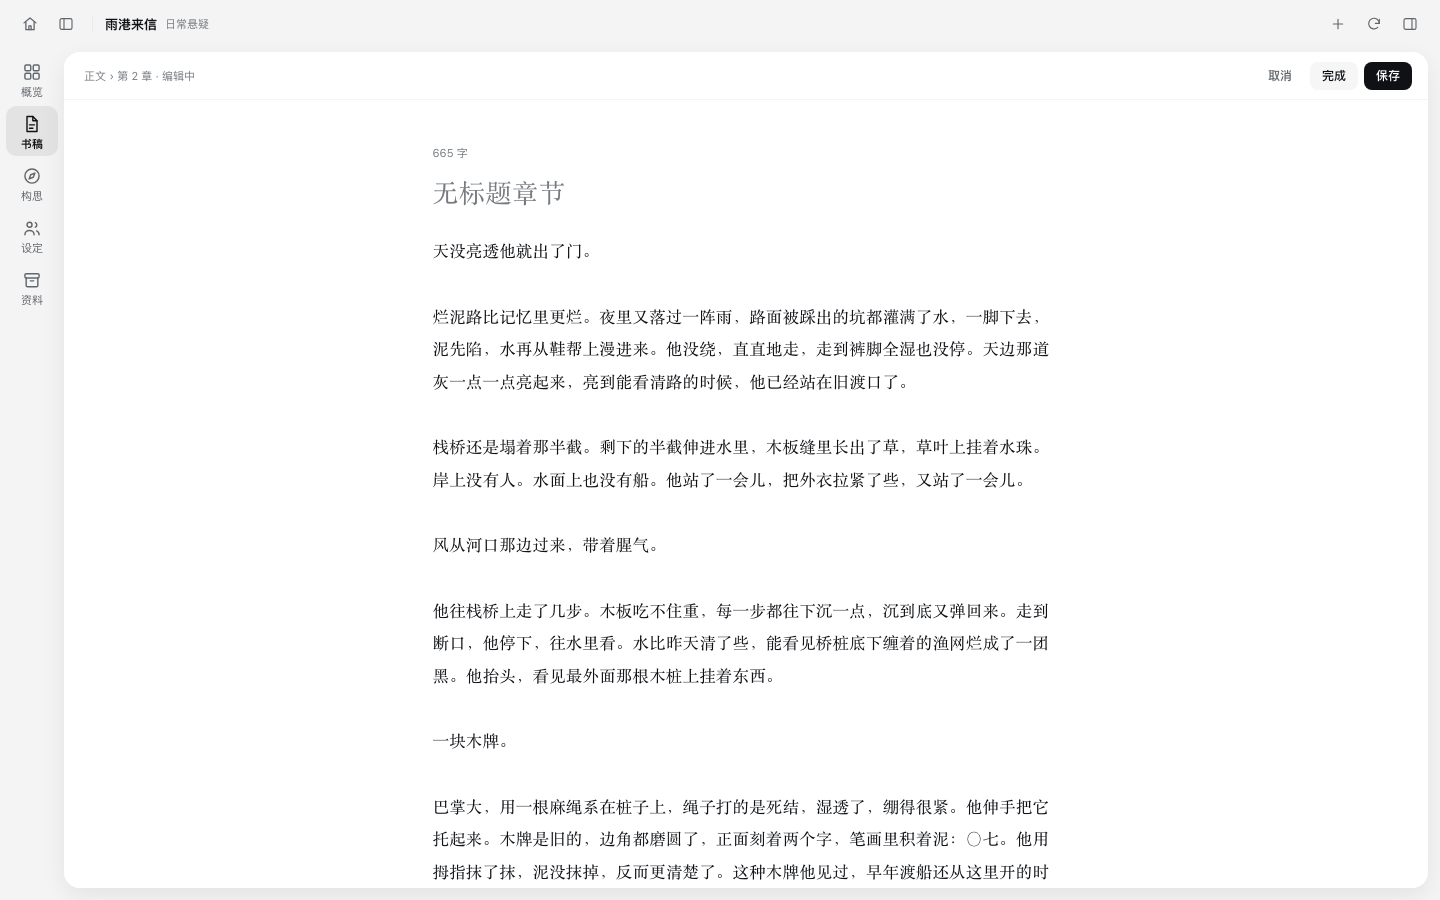 雨港来信 日常悬疑
概览
书稿
构思
设定
资料
正文 › 第 2 章 · 编辑中
取消 完成 保存
665 字
无标题章节
天没亮透他就出了门。
烂泥路比记忆里更烂。夜里又落过一阵雨，路面被踩出的坑都灌满了水，一脚下去，
泥先陷，水再从鞋帮上漫进来。他没绕，直直地走，走到裤脚全湿也没停。天边那道
灰一点一点亮起来，亮到能看清路的时候，他已经站在旧渡口了。
栈桥还是塌着那半截。剩下的半截伸进水里，木板缝里长出了草，草叶上挂着水珠。
岸上没有人。水面上也没有船。他站了一会儿，把外衣拉紧了些，又站了一会儿。
风从河口那边过来，带着腥气。
他往栈桥上走了几步。木板吃不住重，每一步都往下沉一点，沉到底又弹回来。走到
断口，他停下，往水里看。水比昨天清了些，能看见桥桩底下缠着的渔网烂成了一团
黑。他抬头，看见最外面那根木桩上挂着东西。
一块木牌。
巴掌大，用一根麻绳系在桩子上，绳子打的是死结，湿透了，绷得很紧。他伸手把它
托起来。木牌是旧的，边角都磨圆了，正面刻着两个字，笔画里积着泥：〇七。他用
拇指抹了抹，泥没抹掉，反而更清楚了。这种木牌他见过，早年渡船还从这里开的时